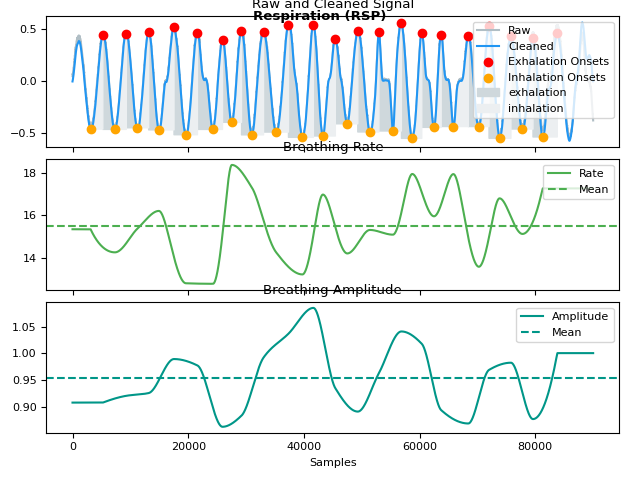 Raw and Cleaned Signal
Respiration (RSP)
0.5
0.0
−0.5
Raw
Cleaned
Exhalation Onsets
Inhalation Onsets
exhalation
inhalation
Breathing Rate
18
16
14
Rate
Mean
Breathing Amplitude
1.05
1.00
0.95
0.90
Amplitude
Mean
0 20000 40000 60000 80000
Samples